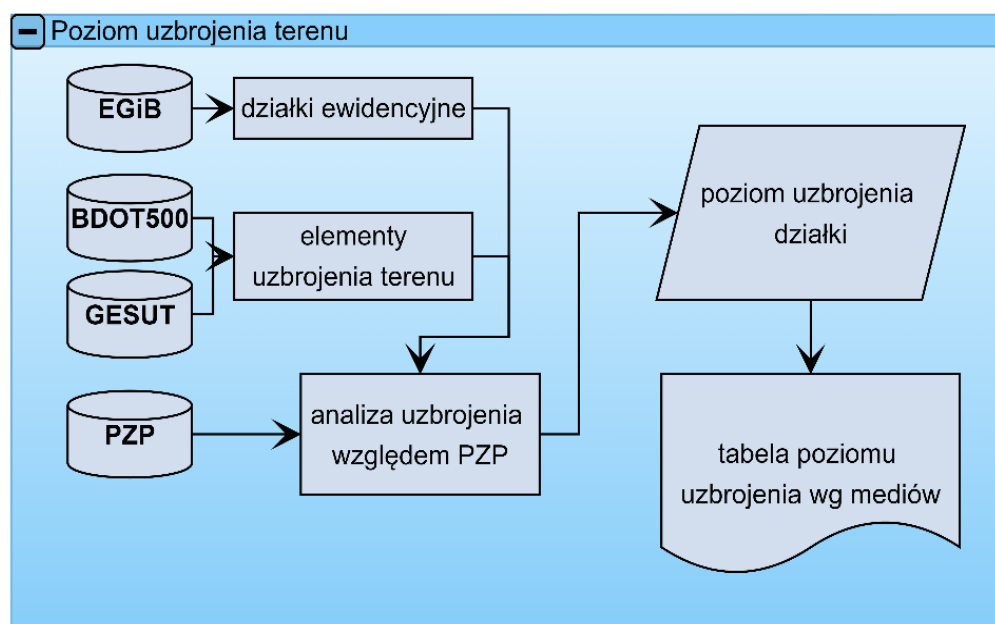 Poziom uzbrojenia terenu
EGiB
działki ewidencyjne
BDOT500
GESUT
elementy
uzbrojenia terenu
PZP
analiza uzbrojenia
względem PZP
poziom uzbrojenia
działki
tabela poziomu
uzbrojenia wg mediów